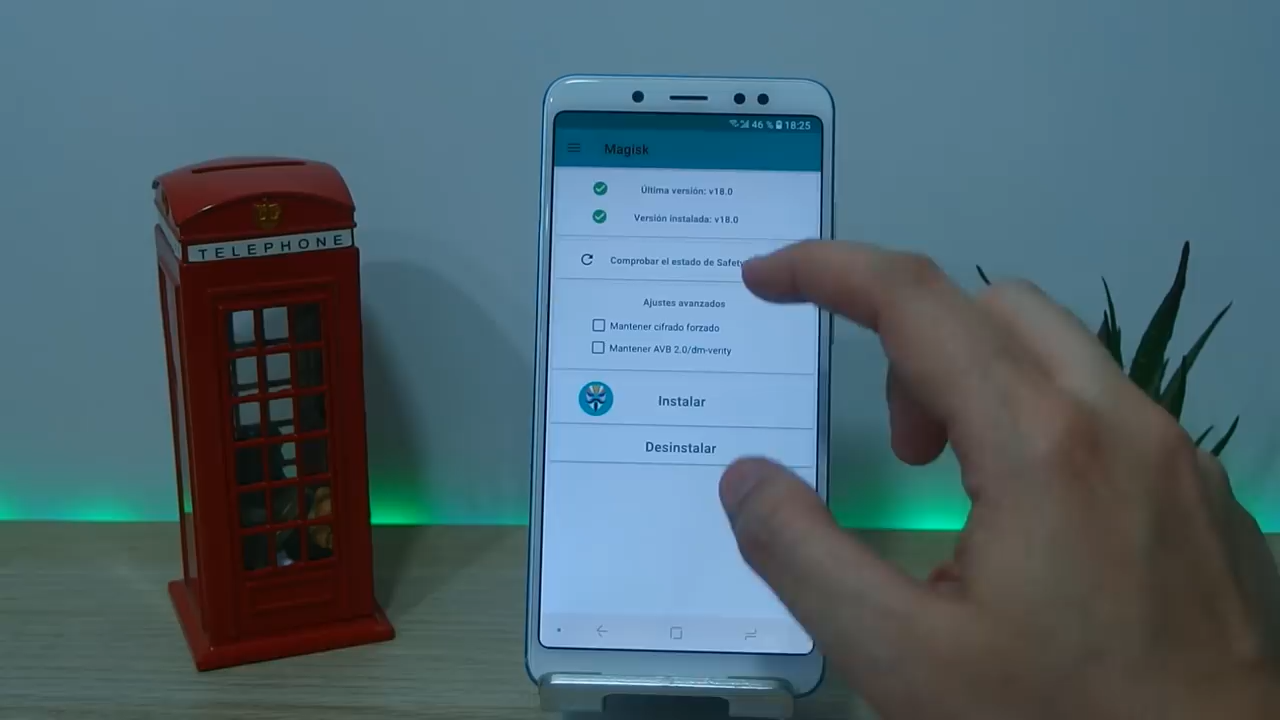 TELEPHONE
46 % 18:25
Magisk
Última versión: v18.0
Versión instalada: v18.0
Comprobar el estado de Safety
Ajustes avanzados
Mantener cifrado forzado
Mantener AVB 2.0/dm-verity
Instalar
Desinstalar